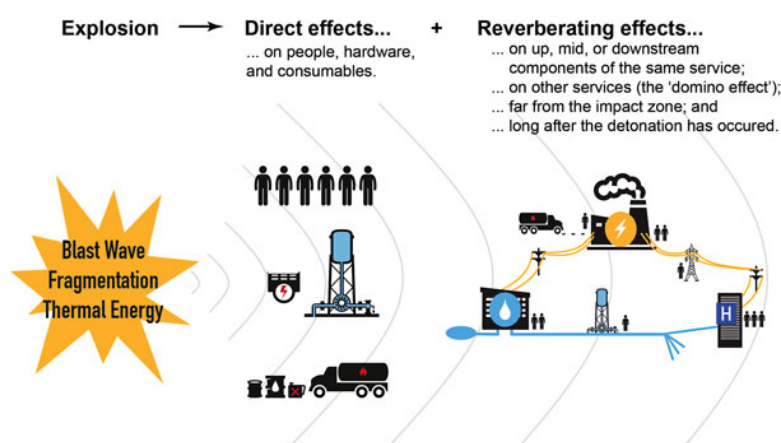 Explosion → Direct effects... + Reverberating effects...
... on people, hardware,
and consumables.
... on up, mid, or downstream
components of the same service;
... on other services (the ‘domino effect’);
... far from the impact zone; and
... long after the detonation has occured.
Blast Wave
Fragmentation
Thermal Energy
H